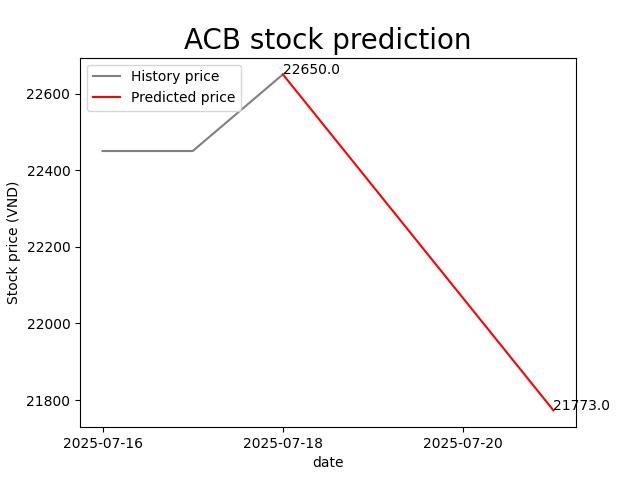 ACB stock prediction
History price
Predicted price
22650.0
22600
22400
22200
22000
21800
21773.0
Stock price (VND)
2025-07-16
2025-07-18
2025-07-20
date